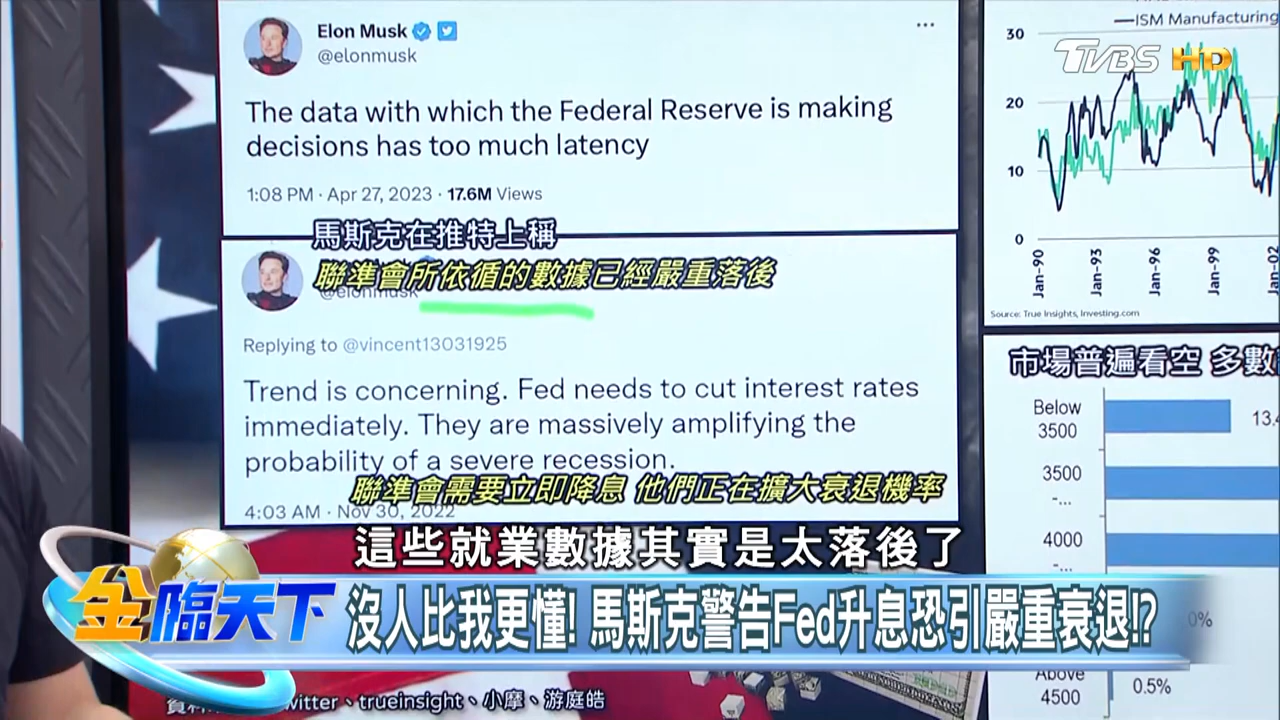 Elon Musk
@elonmusk
The data with which the Federal Reserve is making
decisions has too much latency
1:08 PM · Apr 27, 2023 · 17.6M Views
馬斯克在推特上稱
聯準會所依循的數據已經嚴重落後
@elonmusk
Replying to @vincent13031925
Trend is concerning. Fed needs to cut interest rates
immediately. They are massively amplifying the
probability of a severe recession.
聯準會需要立即降息 他們正在擴大衰退機率
4:03 AM · Nov 30, 2022
ISM Manufacturing
TVBS HD
30
20
10
0
Jan-90
Jan-93
Jan-96
Jan-99
Jan-02
Source: True Insights, Investing.com
市場普遍看空 多數
Below
3500
13.
3500
-...
4000
-...
0%
Above
4500
0.5%
這些就業數據其實是太落後了
金臨天下
沒人比我更懂! 馬斯克警告Fed升息恐引嚴重衰退!?
witter、trueinsight、小摩、游庭皓